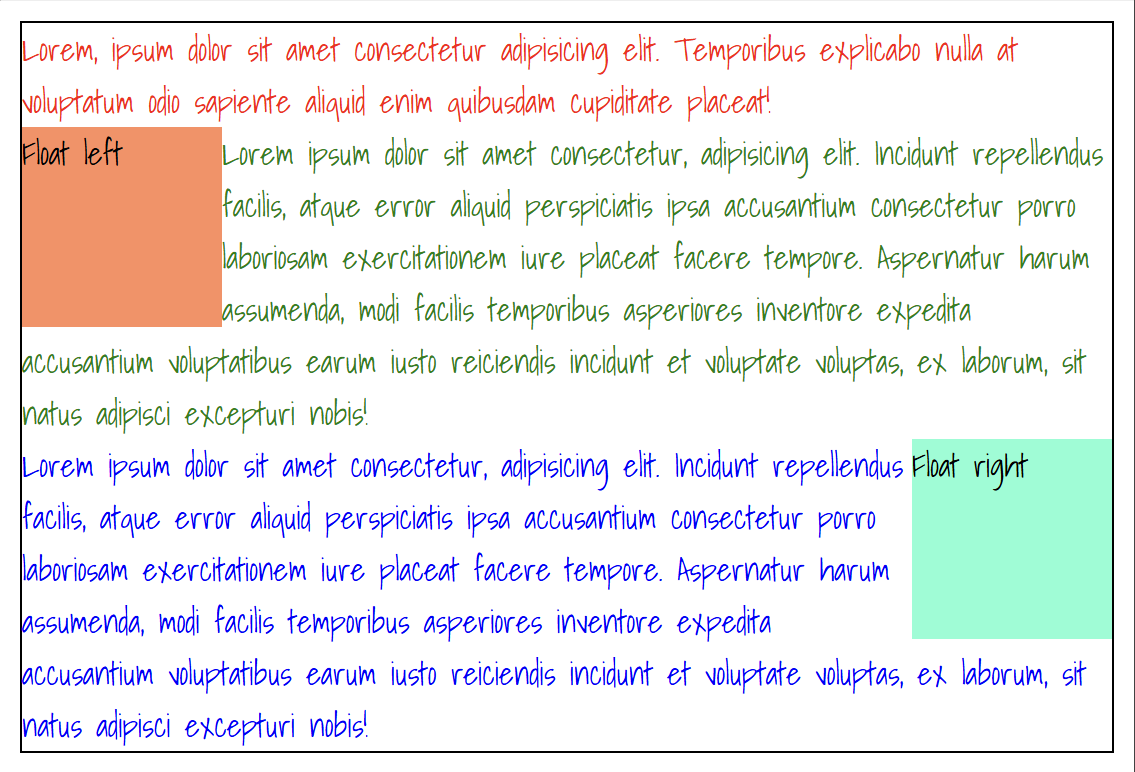 Lorem, ipsum dolor sit amet consectetur adipisicing elit. Temporibus explicabo nulla at
voluptatum odio sapiente aliquid enim quibusdam cupiditate placeat!
Float left
Lorem ipsum dolor sit amet consectetur, adipisicing elit. Incidunt repellendus
facilis, atque error aliquid perspiciatis ipsa accusantium consectetur porro
laboriosam exercitationem iure placeat facere tempore. Aspernatur harum
assumenda, modi facilis temporibus asperiores inventore expedita
accusantium voluptatibus earum iusto reiciendis incidunt et voluptate voluptas, ex laborum, sit
natus adipisci excepturi nobis!
Lorem ipsum dolor sit amet consectetur, adipisicing elit. Incidunt repellendus
Float right
facilis, atque error aliquid perspiciatis ipsa accusantium consectetur porro
laboriosam exercitationem iure placeat facere tempore. Aspernatur harum
assumenda, modi facilis temporibus asperiores inventore expedita
accusantium voluptatibus earum iusto reiciendis incidunt et voluptate voluptas, ex laborum, sit
natus adipisci excepturi nobis!